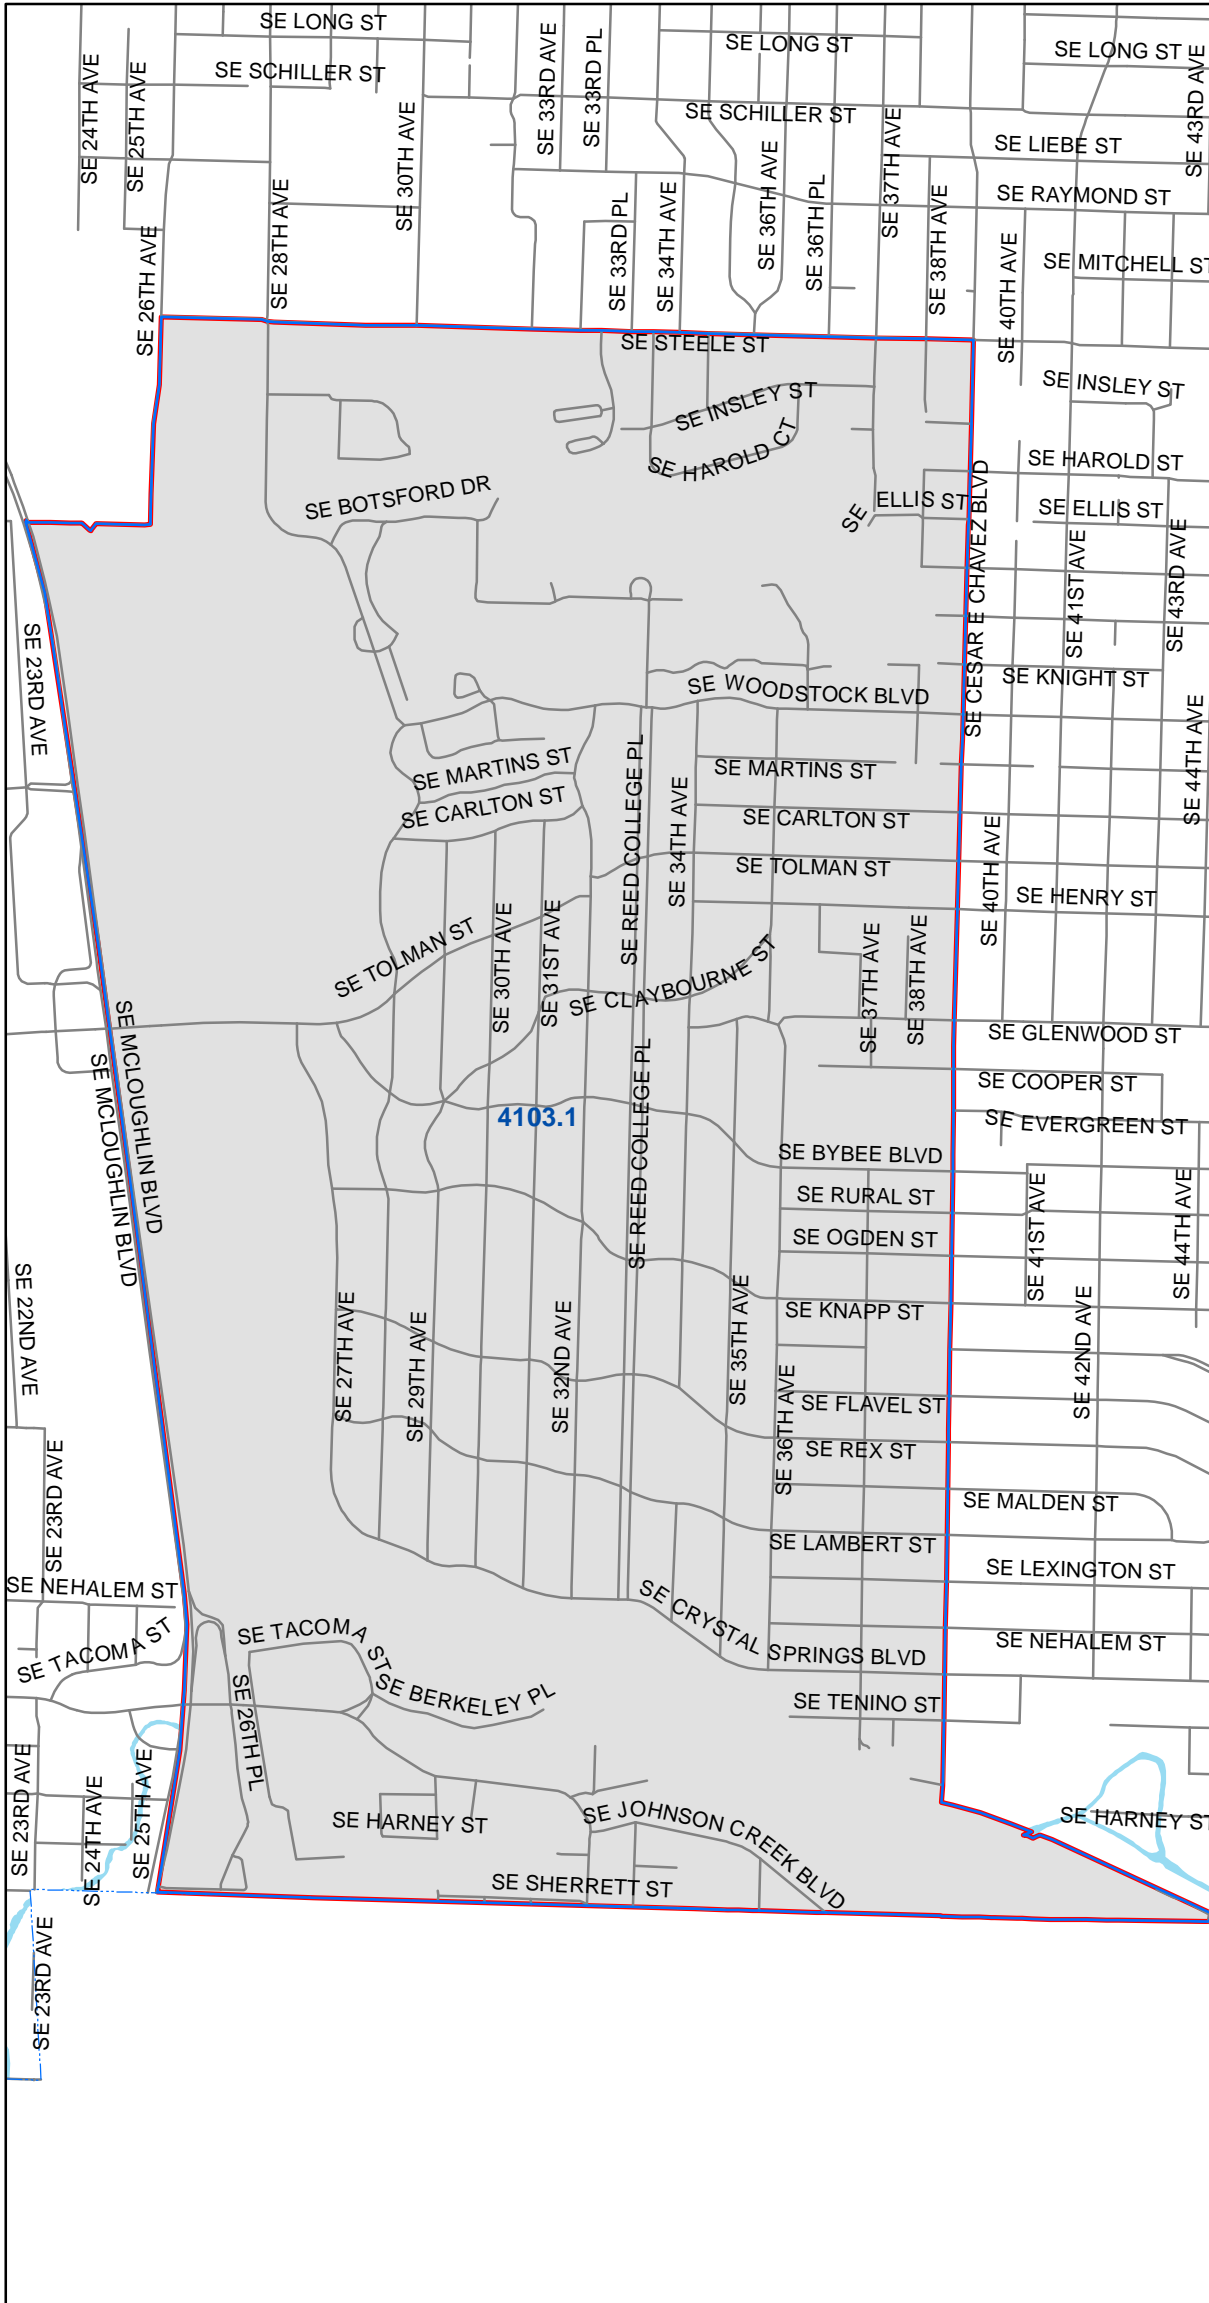 SE LONG ST
SE LONG ST
SE LONG ST
SE SCHILLER ST
SE SCHILLER ST
SE 24TH AVE
SE 25TH AVE
SE 30TH AVE
SE 33RD AVE
SE 33RD PL
SE 43RD AVE
SE LIEBE ST
SE RAYMOND ST
SE MITCHELL ST
SE 26TH AVE
SE 28TH AVE
SE 33RD PL
SE 34TH AVE
SE 36TH AVE
SE 36TH PL
SE 37TH AVE
SE 38TH AVE
SE 40TH AVE
SE STEELE ST
SE INSLEY ST
SE INSLEY ST
SE HAROLD CT
SE HAROLD ST
SE BOTSFORD DR
SE ELLIS ST
SE ELLIS ST
SE CESAR E CHAVEZ BLVD
SE 41ST AVE
SE 43RD AVE
SE 23RD AVE
SE WOODSTOCK BLVD
SE KNIGHT ST
SE MARTINS ST
SE MARTINS ST
SE CARLTON ST
SE CARLTON ST
SE REED COLLEGE PL
SE 34TH AVE
SE 44TH AVE
SE TOLMAN ST
SE TOLMAN ST
SE 40TH AVE
SE HENRY ST
SE 30TH AVE
SE 31ST AVE
SE CLAYBOURNE ST
SE 37TH AVE
SE 38TH AVE
SE GLENWOOD ST
SE MCLOUGHLIN BLVD
SE MCLOUGHLIN BLVD
SE REED COLLEGE PL
SE COOPER ST
4103.1
SE EVERGREEN ST
SE BYBEE BLVD
SE RURAL ST
SE OGDEN ST
SE 41ST AVE
SE 44TH AVE
SE 22ND AVE
SE 27TH AVE
SE 29TH AVE
SE 32ND AVE
SE 35TH AVE
SE KNAPP ST
SE 42ND AVE
SE 36TH AVE
SE FLAVEL ST
SE REX ST
SE 23RD AVE
SE MALDEN ST
SE LAMBERT ST
SE LEXINGTON ST
SE NEHALEM ST
SE NEHALEM ST
SE TACOMA ST
SE TACOMA ST
SE CRYSTAL SPRINGS BLVD
SE BERKELEY PL
SE 26TH PL
SE TENINO ST
SE 23RD AVE
SE 24TH AVE
SE 25TH AVE
SE HARNEY ST
SE JOHNSON CREEK BLVD
SE HARNEY ST
SE SHERRETT ST
SE 23RD AVE